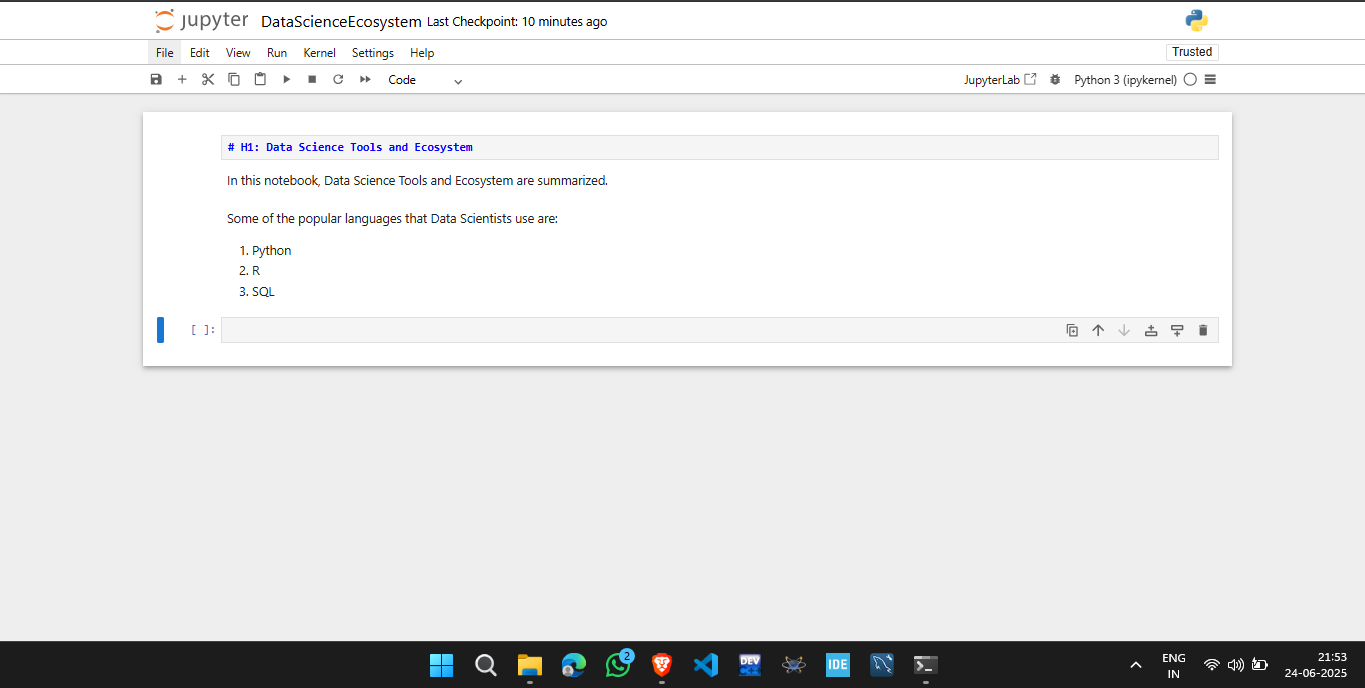 jupyter DataScienceEcosystem Last Checkpoint: 10 minutes ago
File Edit View Run Kernel Settings Help Trusted
Code JupyterLab Python 3 (ipykernel)
# H1: Data Science Tools and Ecosystem
In this notebook, Data Science Tools and Ecosystem are summarized.
Some of the popular languages that Data Scientists use are:
1. Python
2. R
3. SQL
[ ]:
2
DEV
IDE
ENG
IN
21:53
24-06-2025